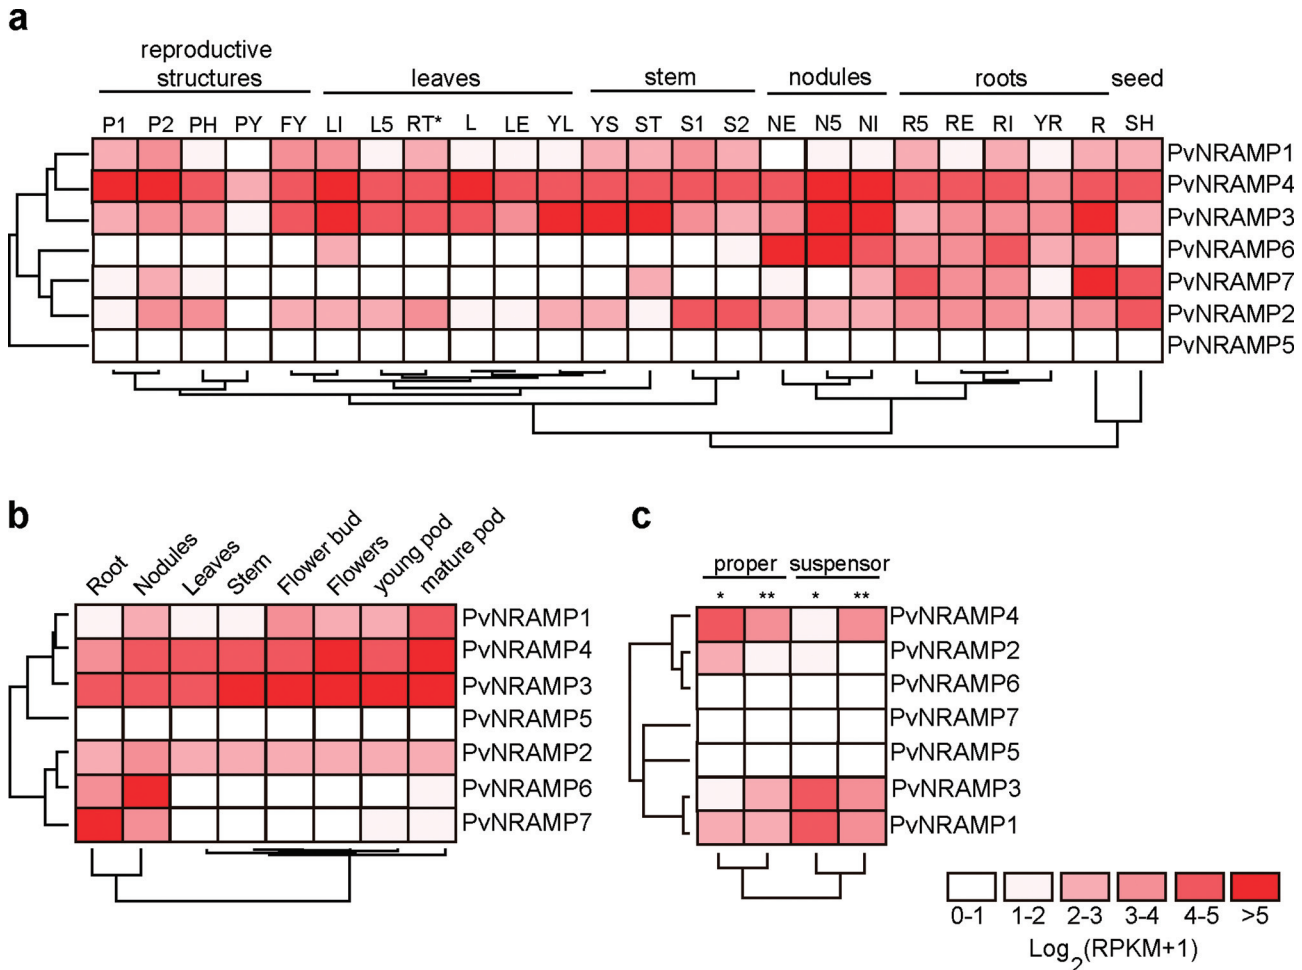 a
reproductive
structures
leaves
stem
nodules
roots
seed
P1 P2 PH PY FY LI L5 RT* L LE YL YS ST S1 S2 NE N5 NI R5 RE RI YR R SH
PvNRAMP1
PvNRAMP4
PvNRAMP3
PvNRAMP6
PvNRAMP7
PvNRAMP2
PvNRAMP5
b
Root
Nodules
Leaves
Stem
Flower bud
Flowers
young pod
mature pod
PvNRAMP1
PvNRAMP4
PvNRAMP3
PvNRAMP5
PvNRAMP2
PvNRAMP6
PvNRAMP7
c
proper suspensor
* ** * **
PvNRAMP4
PvNRAMP2
PvNRAMP6
PvNRAMP7
PvNRAMP5
PvNRAMP3
PvNRAMP1
0-1 1-2 2-3 3-4 4-5 >5
Log2(RPKM+1)